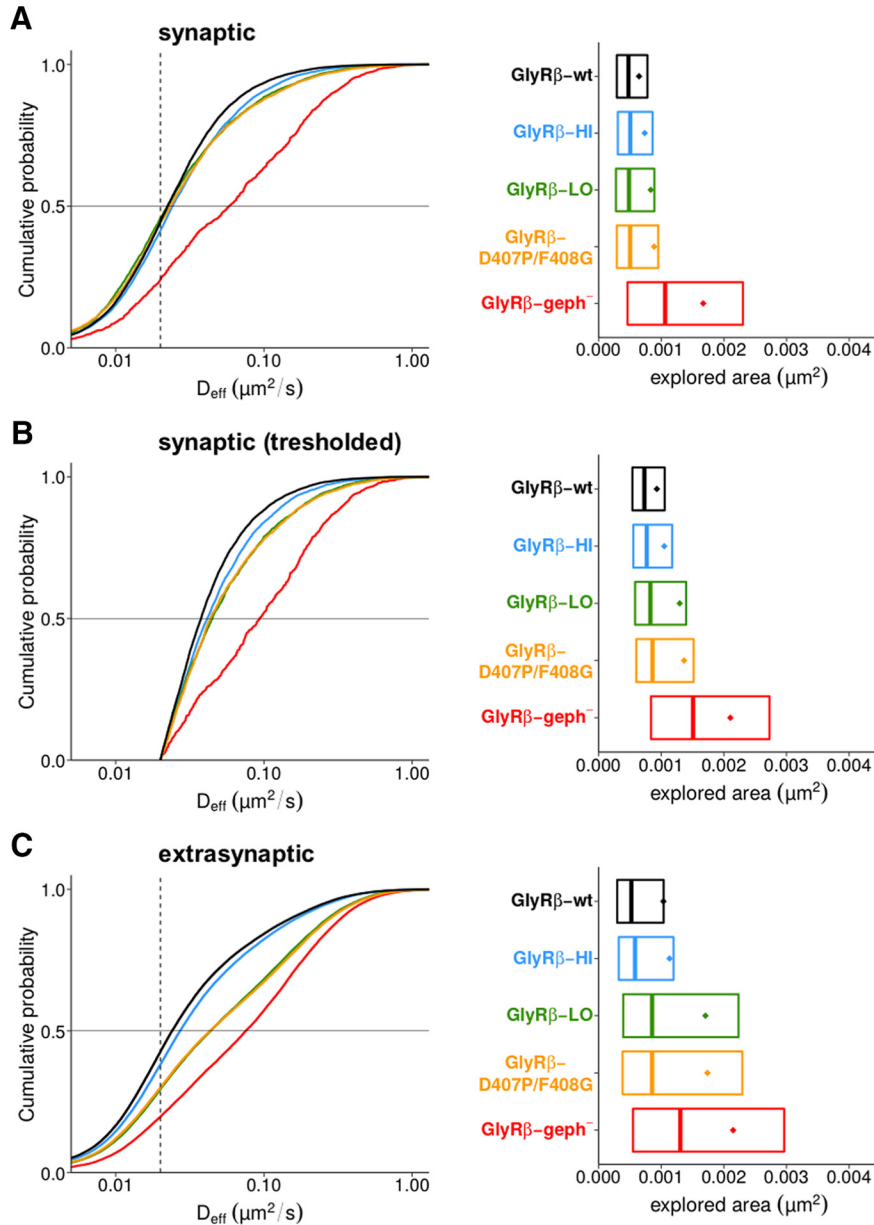 A
synaptic
1.0
0.5
0.0
Cumulative probability
0.01 0.10 1.00
Deff (μm²/s)
GlyRβ−wt
GlyRβ−HI
GlyRβ−LO
GlyRβ−
D407P/F408G
GlyRβ−geph⁻
0.000 0.001 0.002 0.003 0.004
explored area (μm²)
B
synaptic (tresholded)
1.0
0.5
0.0
Cumulative probability
0.01 0.10 1.00
Deff (μm²/s)
GlyRβ−wt
GlyRβ−HI
GlyRβ−LO
GlyRβ−
D407P/F408G
GlyRβ−geph⁻
0.000 0.001 0.002 0.003 0.004
explored area (μm²)
C
extrasynaptic
1.0
0.5
0.0
Cumulative probability
0.01 0.10 1.00
Deff (μm²/s)
GlyRβ−wt
GlyRβ−HI
GlyRβ−LO
GlyRβ−
D407P/F408G
GlyRβ−geph⁻
0.000 0.001 0.002 0.003 0.004
explored area (μm²)